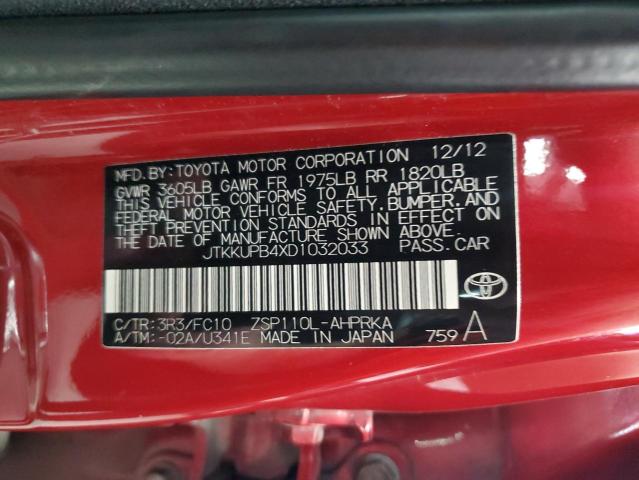 MFD.BY:TOYOTA MOTOR CORPORATION 12/12
GVWR 3605LB GAWR FR 1975LB RR 1820LB
THIS VEHICLE CONFORMS TO ALL APPLICABLE
FEDERAL MOTOR VEHICLE SAFETY, BUMPER, AND
THEFT PREVENTION STANDARDS IN EFFECT ON
THE DATE OF MANUFACTURE SHOWN ABOVE.
JTKKUPB4XD1032033 PASS.CAR
C/TR:3R3/FC10 ZSP110L-AHPRKA
A/TM:-02A/U341E MADE IN JAPAN 759 A